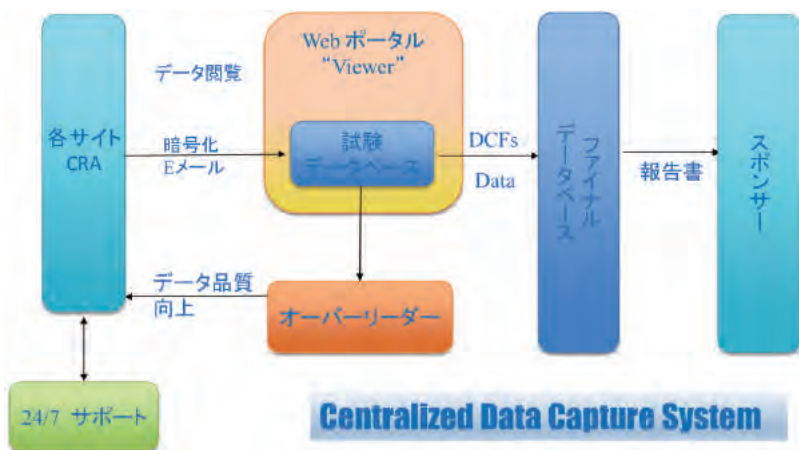 Web ポータル
“Viewer”
データ閲覧
各サイト
CRA
暗号化
Eメール
試験
データベース
DCFs
Data
ファイナル
データベース
報告書
スポンサー
データ品質
向上
オーバーリーダー
24/7 サポート
Centralized Data Capture System